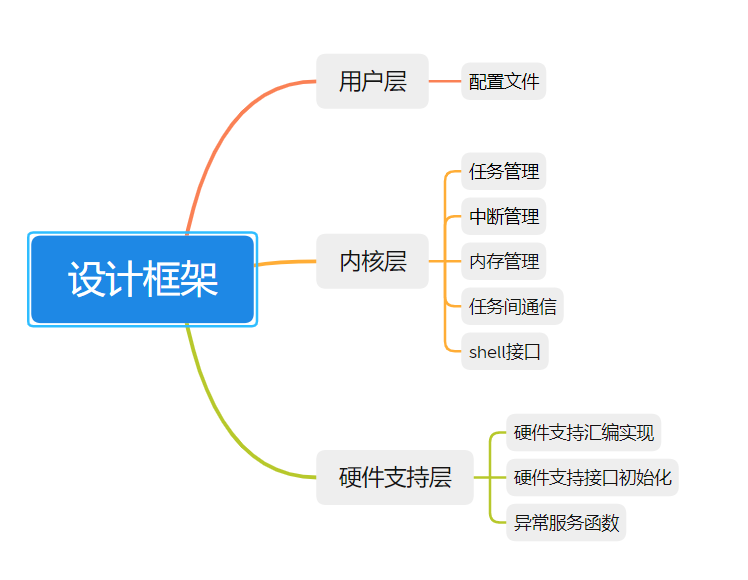 设计框架
用户层
配置文件
内核层
任务管理
中断管理
内存管理
任务间通信
shell接口
硬件支持层
硬件支持汇编实现
硬件支持接口初始化
异常服务函数